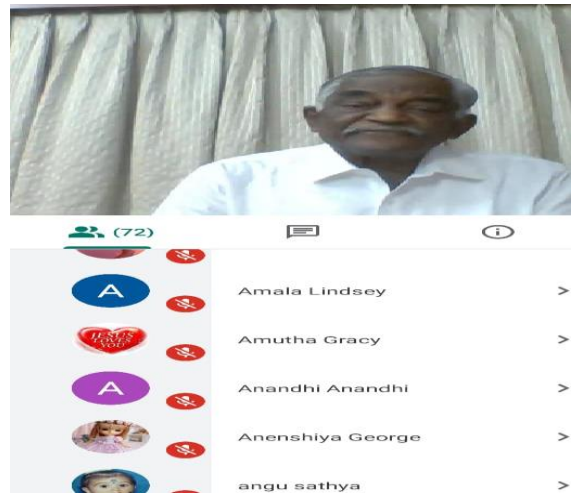 (72)
A
Amala Lindsey
JESUS
LOVES
YOU
Amutha Gracy
A
Anandhi Anandhi
Anenshiya George
angu sathya